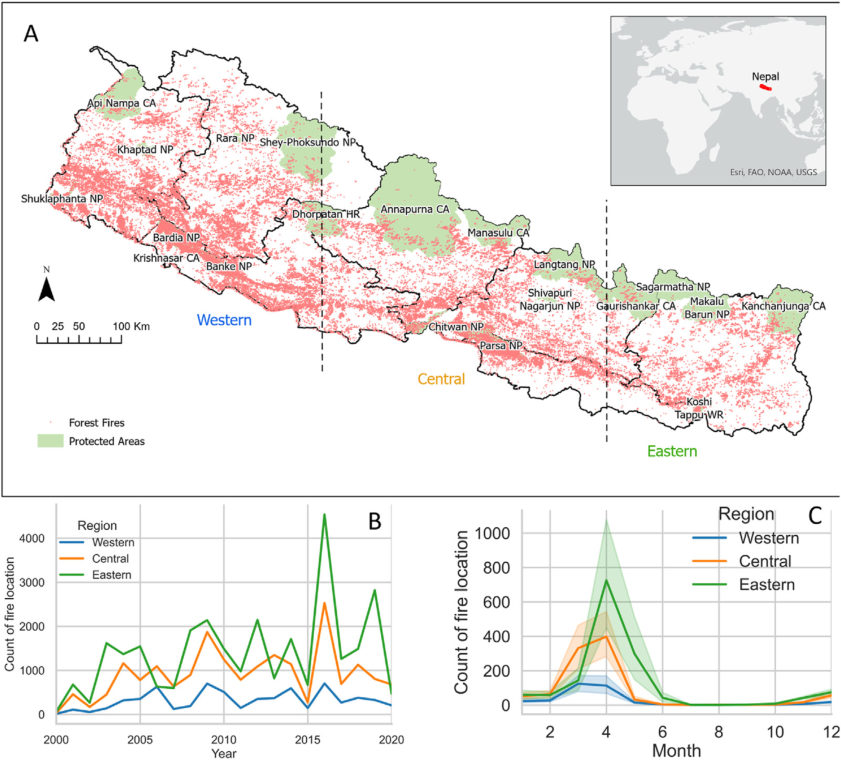 A
Nepal
Esri, FAO, NOAA, USGS
Api Nampa CA
Khaptad NP
Rara NP
Shey-Phoksundo NP
Shuklaphanta NP
Dhorpatan HR
Annapurna CA
Manasulu CA
Bardia NP
Krishnasar CA
Banke NP
Langtang NP
Shivapuri
Nagarjun NP
Gaurishankar CA
Sagarmatha NP
Makalu
Barun NP
Kanchanjunga CA
Chitwan NP
Parsa NP
Koshi
Tappu WR
N
0 25 50 100 Km
Western
Central
Eastern
Forest Fires
Protected Areas
B
Region
Western
Central
Eastern
Count of fire location
4000
3000
2000
1000
0
2000 2005 2010 2015 2020
Year
C
Region
Western
Central
Eastern
Count of fire location
1000
800
600
400
200
0
2 4 6 8 10 12
Month